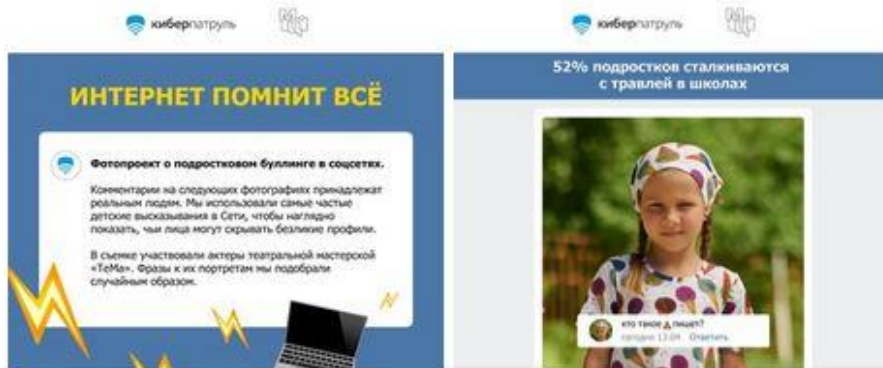 киберпатруль
ИНТЕРНЕТ ПОМНИТ ВСЁ
Фотопроект о подростковом буллинге в соцсетях.
Комментарии на следующих фотографиях принадлежат
реальным людям. Мы использовали самые частые
детские высказывания в Сети, чтобы наглядно
показать, чьи лица могут скрывать безликие профили.
В съемке участвовали актеры театральной мастерской
«ТеМа». Фразы к их портретам мы подобрали
случайным образом.
киберпатруль
52% подростков сталкиваются
с травлей в школах
кто такое пишет?
сегодня 13:04 Ответить